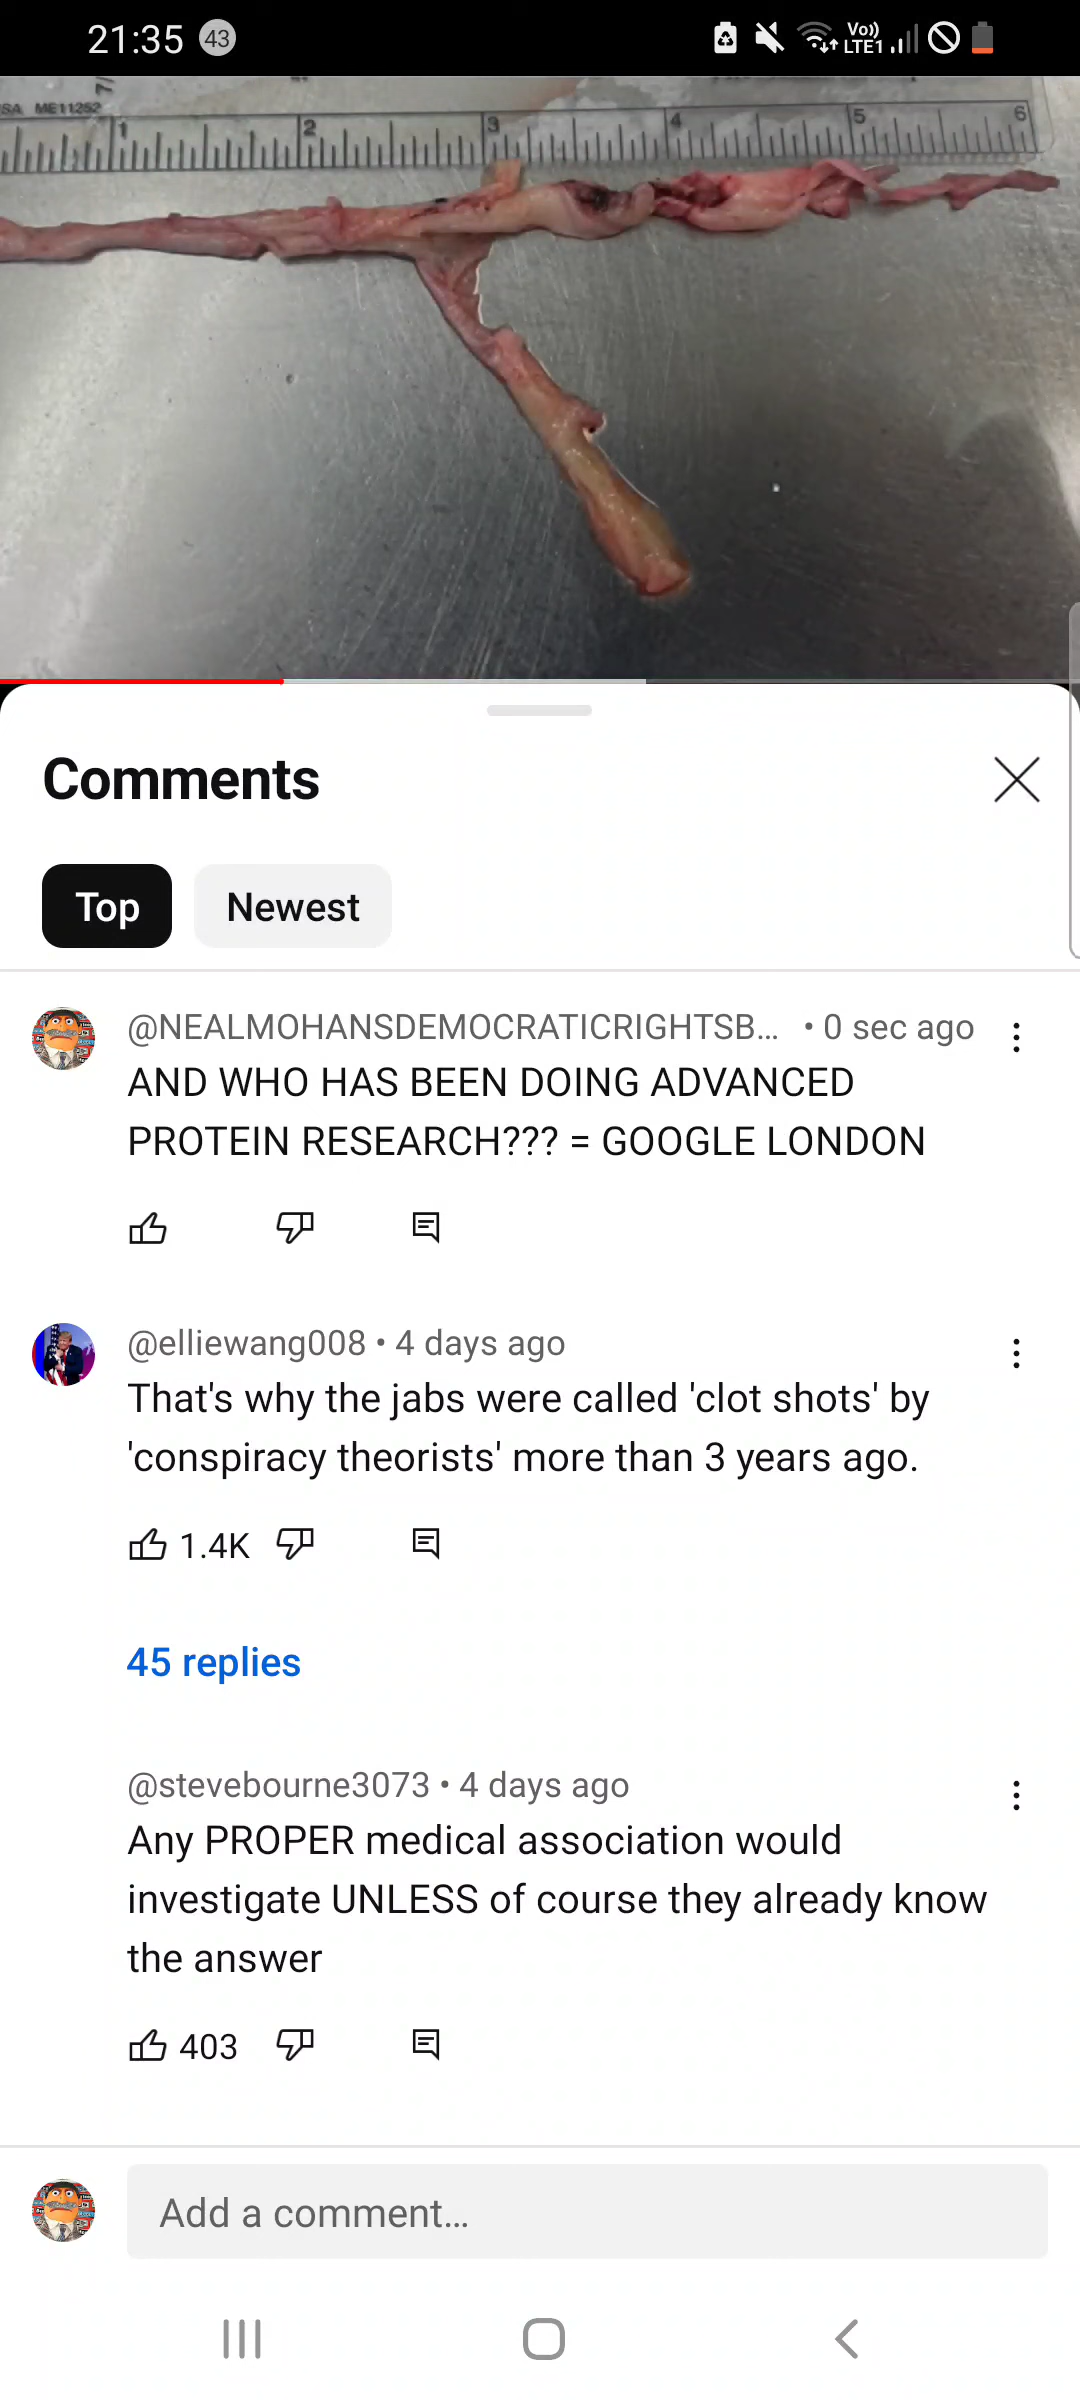 21:35 43 Vo)) LTE1
SA ME11252
1 2 3 4 5 6
Comments
Top Newest
@NEALMOHANSDEMOCRATICRIGHTSB... • 0 sec ago
AND WHO HAS BEEN DOING ADVANCED
PROTEIN RESEARCH??? = GOOGLE LONDON
@elliewang008 • 4 days ago
That's why the jabs were called 'clot shots' by
'conspiracy theorists' more than 3 years ago.
1.4K
45 replies
@stevebourne3073 • 4 days ago
Any PROPER medical association would
investigate UNLESS of course they already know
the answer
403
Add a comment...